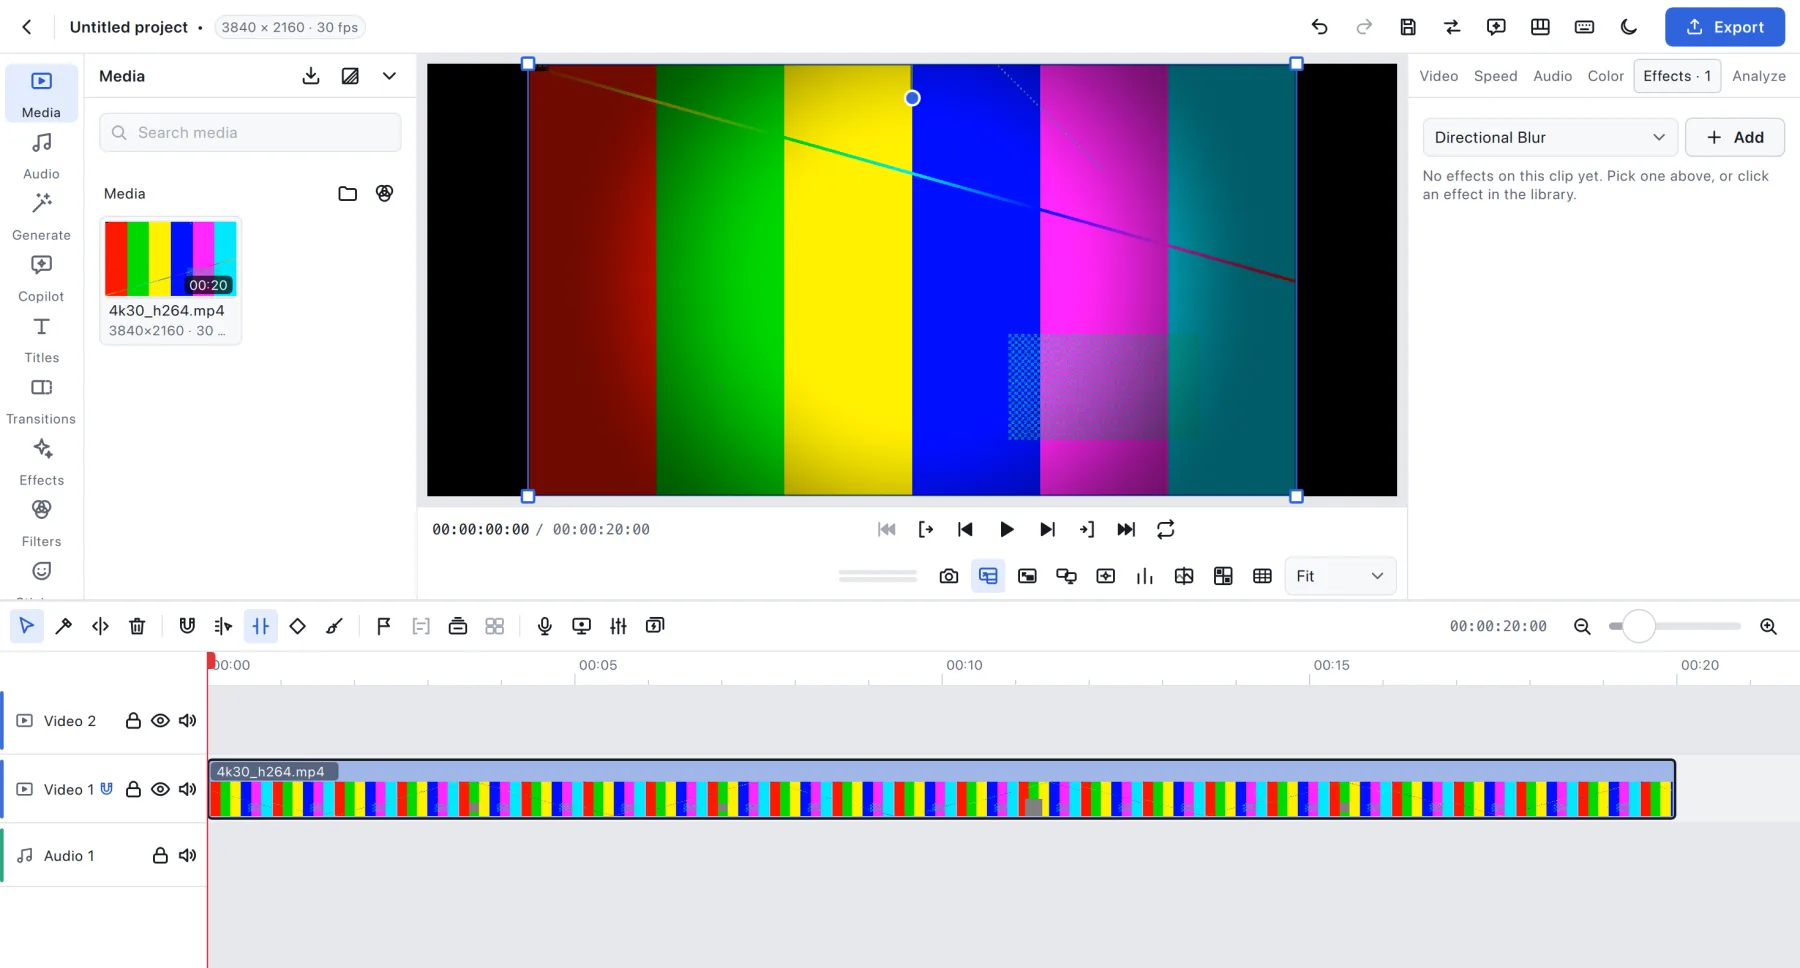 Untitled project • 3840 × 2160 · 30 fps
Export
Media
Audio
Generate
Copilot
Titles
Transitions
Effects
Filters
Media
Search media
Media
00:20
4k30_h264.mp4
3840×2160 · 30 ...
00:00:00:00 / 00:00:20:00
Fit
Video Speed Audio Color Effects · 1 Analyze
Directional Blur
Add
No effects on this clip yet. Pick one above, or click
an effect in the library.
00:00:20:00
00:00 00:05 00:10 00:15 00:20
Video 2
Video 1
4k30_h264.mp4
Audio 1